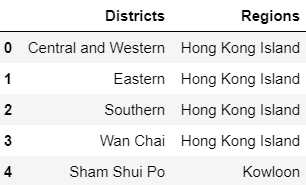 Districts Regions
0 Central and Western Hong Kong Island
1 Eastern Hong Kong Island
2 Southern Hong Kong Island
3 Wan Chai Hong Kong Island
4 Sham Shui Po Kowloon